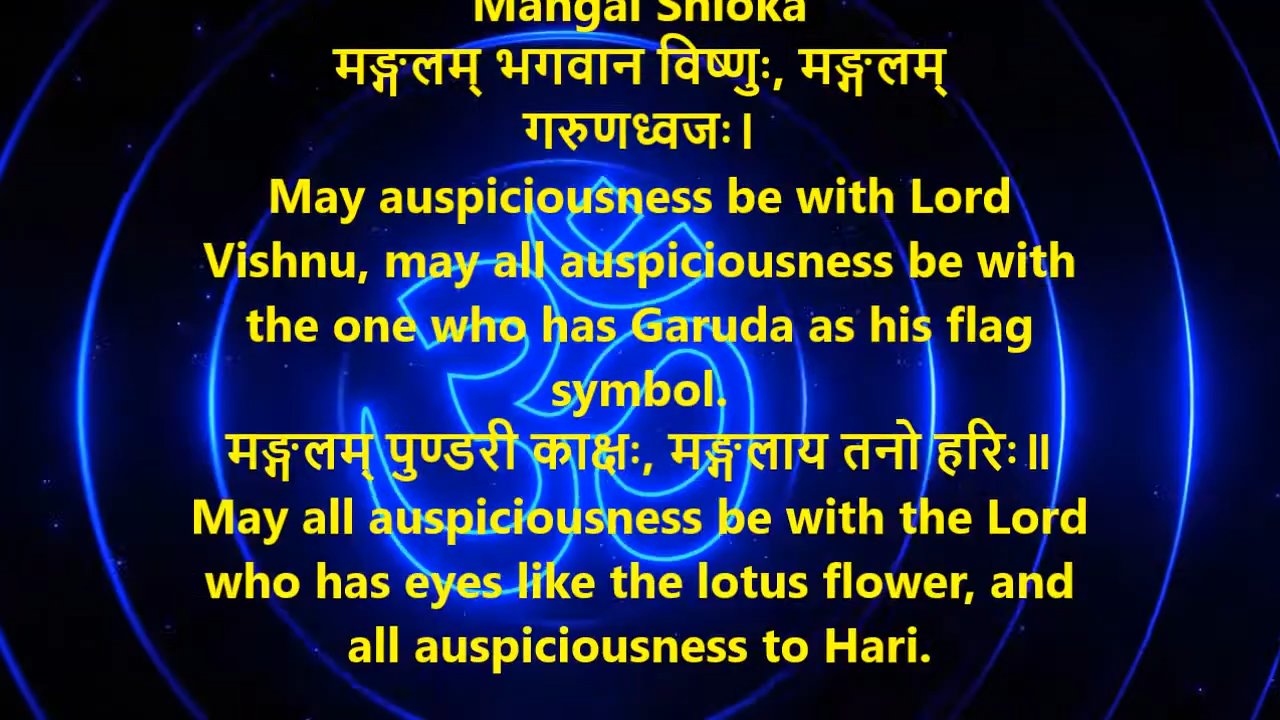 Mangal Shloka
मङ्गलम् भगवान विष्णुः, मङ्गलम्
गरुणध्वजः।
May auspiciousness be with Lord
Vishnu, may all auspiciousness be with
the one who has Garuda as his flag
symbol.
मङ्गलम् पुण्डरी काक्षः, मङ्गलाय तनो हरिः॥
May all auspiciousness be with the Lord
who has eyes like the lotus flower, and
all auspiciousness to Hari.